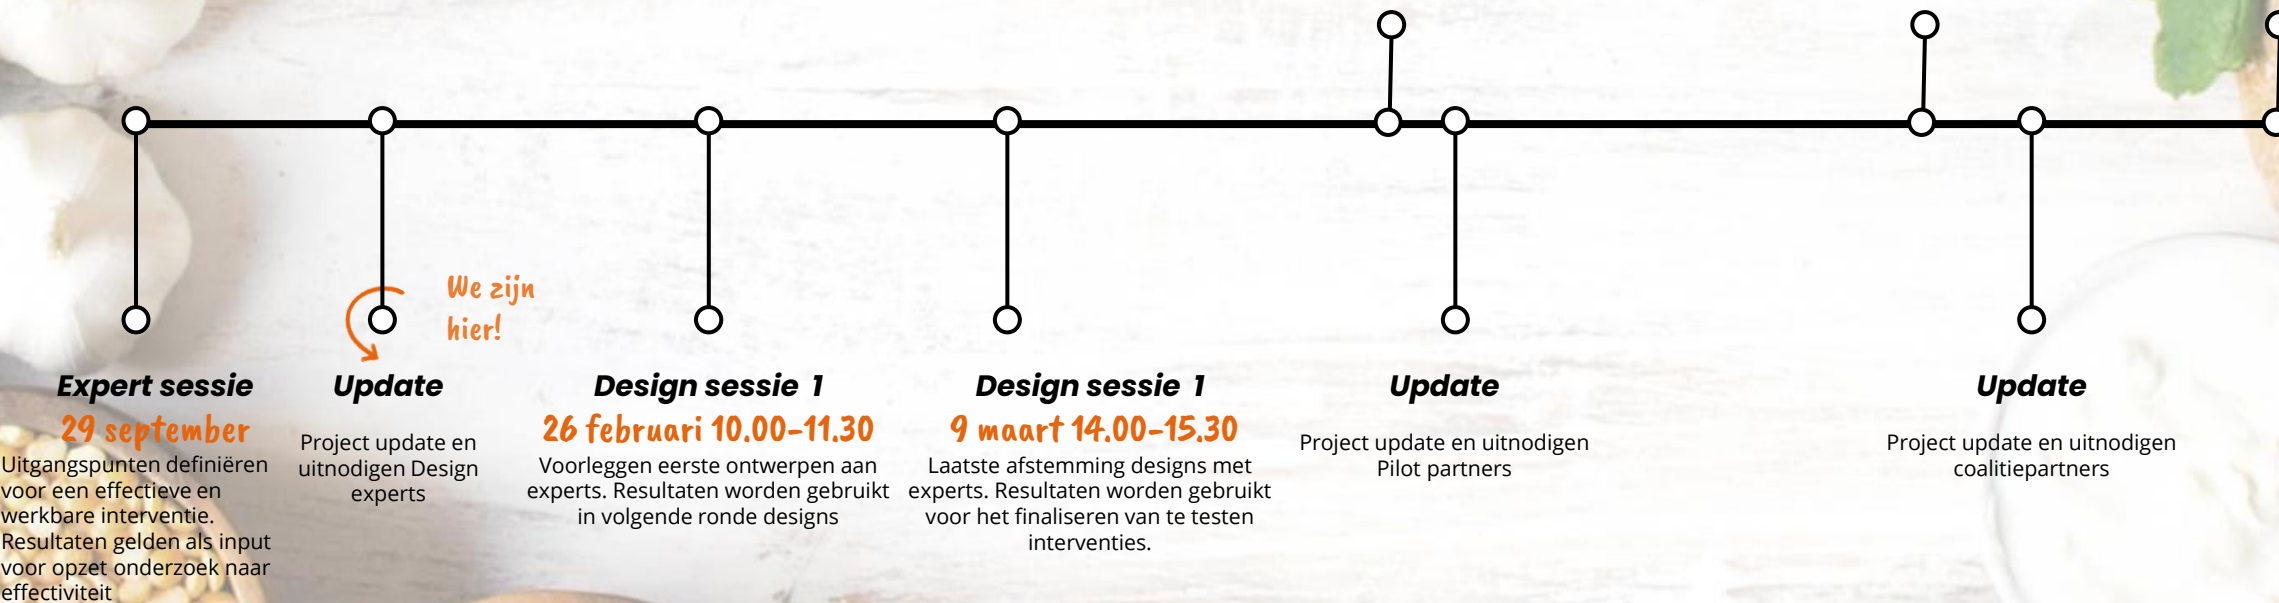 We zijn
hier!
Expert sessie
29 september
Uitgangspunten definiëren
voor een effectieve en
werkbare interventie.
Resultaten gelden als input
voor opzet onderzoek naar
effectiviteit
Update
Project update en
uitnodigen Design
experts
Design sessie 1
26 februari 10.00-11.30
Voorleggen eerste ontwerpen aan
experts. Resultaten worden gebruikt
in volgende ronde designs
Design sessie 1
9 maart 14.00-15.30
Laatste afstemming designs met
experts. Resultaten worden gebruikt
voor het finaliseren van te testen
interventies.
Update
Project update en uitnodigen
Pilot partners
Update
Project update en uitnodigen
coalitiepartners